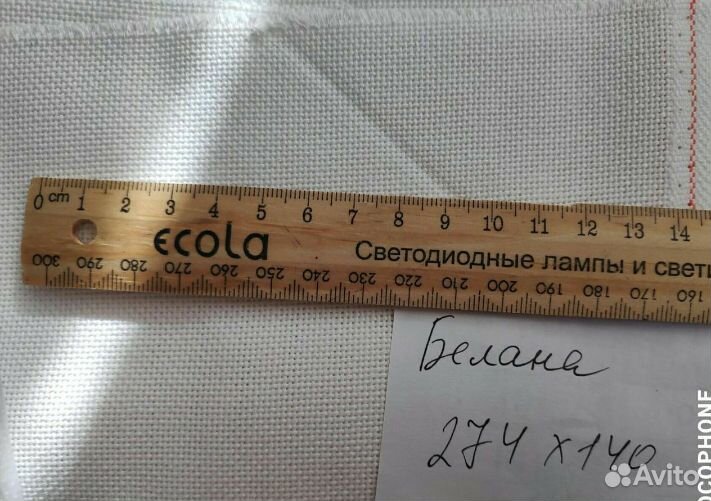 0 cm 1 2 3 4 5 6 7 8 9 10 11 12 13 14
ecola
Светодиодные лампы и свети
300 290 280 270 260 250 240 230 220 210 200 190 180 170 160
Белана
274 x 140
Avito
OCOPHONE